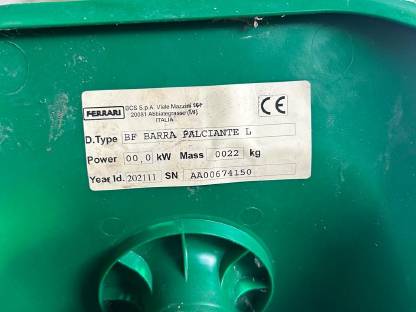 FERRARI BCS S.p.A. Viale Mazzini 161
20081 Abbiategrasso (MI)
ITALIA
CE
D.Type BF BARRA PALCIANTE L
Power 00,0 kW Mass 0022 kg
Year Id. 202111 SN AA00674150